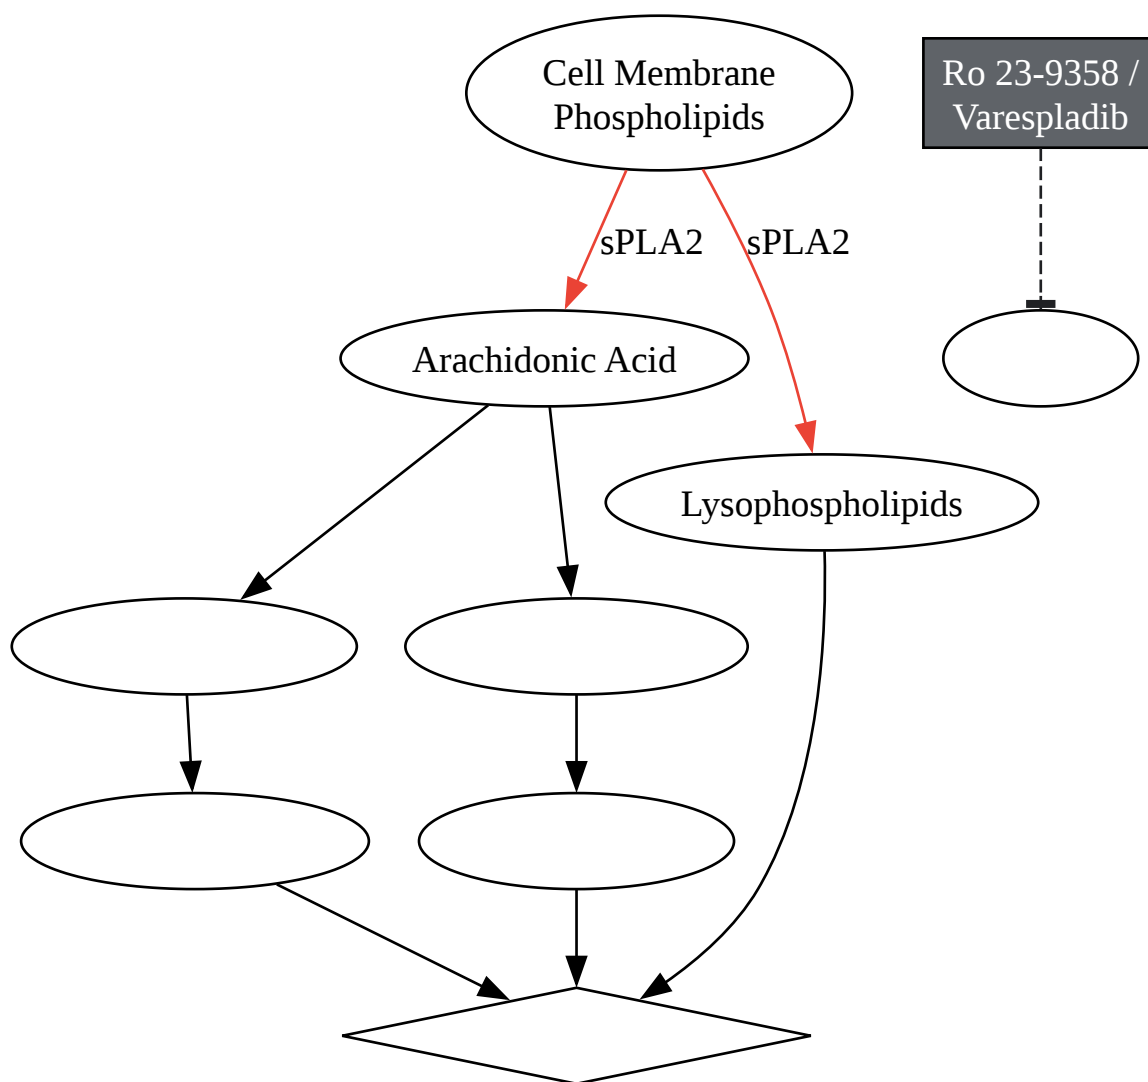 Cell Membrane
Phospholipids
Ro 23-9358 /
Varespladib
sPLA2
sPLA2
Arachidonic Acid
Lysophospholipids